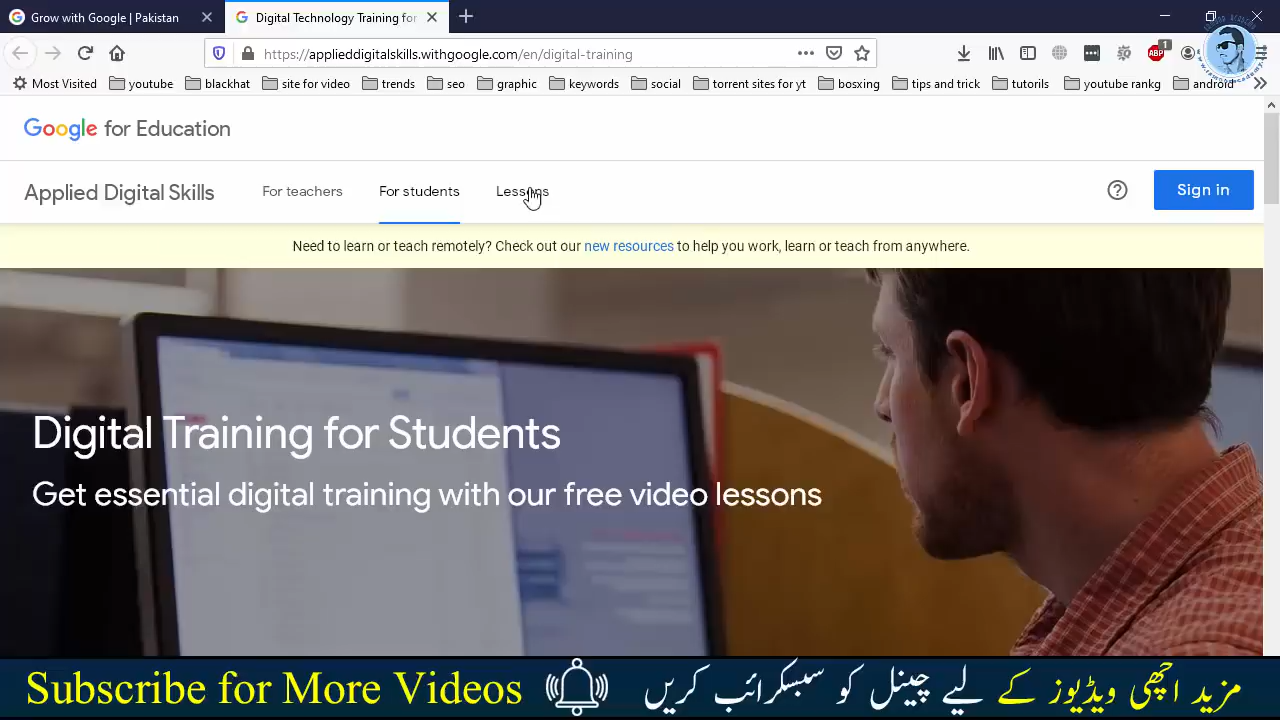 Grow with Google | Pakistan
Digital Technology Training for
https://applieddigitalskills.withgoogle.com/en/digital-training
1
ABP
Most Visited youtube blackhat site for video trends seo graphic keywords social torrent sites for yt bosxing tips and trick tutorils youtube rankg android
Google for Education
Applied Digital Skills For teachers For students Lessons Sign in
Need to learn or teach remotely? Check out our new resources to help you work, learn or teach from anywhere.
Digital Training for Students
Get essential digital training with our free video lessons
Subscribe for More Videos مزید اچھی ویڈیوز کے لیے چینل کو سبسکرائب کریں